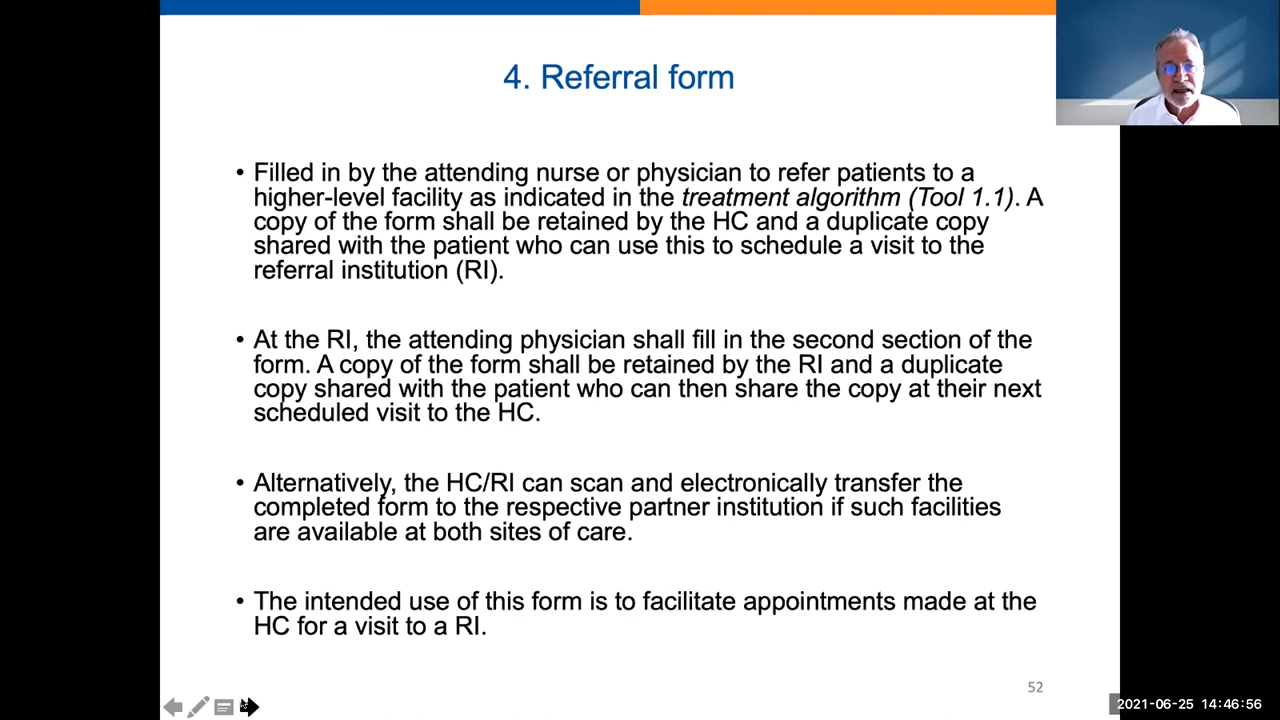 4. Referral form
• Filled in by the attending nurse or physician to refer patients to a
higher-level facility as indicated in the treatment algorithm (Tool 1.1). A
copy of the form shall be retained by the HC and a duplicate copy
shared with the patient who can use this to schedule a visit to the
referral institution (RI).
• At the RI, the attending physician shall fill in the second section of the
form. A copy of the form shall be retained by the RI and a duplicate
copy shared with the patient who can then share the copy at their next
scheduled visit to the HC.
• Alternatively, the HC/RI can scan and electronically transfer the
completed form to the respective partner institution if such facilities
are available at both sites of care.
• The intended use of this form is to facilitate appointments made at the
HC for a visit to a RI.
52
2021-06-25 14:46:56